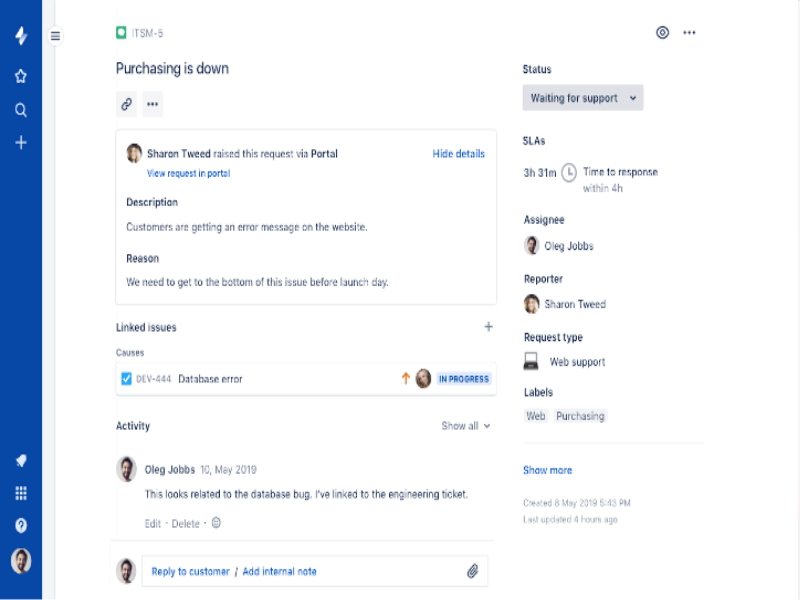 ITSM-5
Purchasing is down
Sharon Tweed raised this request via Portal
Hide details
View request in portal
Description
Customers are getting an error message on the website.
Reason
We need to get to the bottom of this issue before launch day.
Linked issues
Causes
DEV-444 Database error
IN PROGRESS
Activity
Show all
Oleg Jobbs 10, May 2019
This looks related to the database bug. I've linked to the engineering ticket.
Edit · Delete ·
Reply to customer / Add internal note
Status
Waiting for support
SLAs
3h 31m Time to response
within 4h
Assignee
Oleg Jobbs
Reporter
Sharon Tweed
Request type
Web support
Labels
Web Purchasing
Show more
Created 8 May 2019 5:43 PM
Last updated 4 hours ago